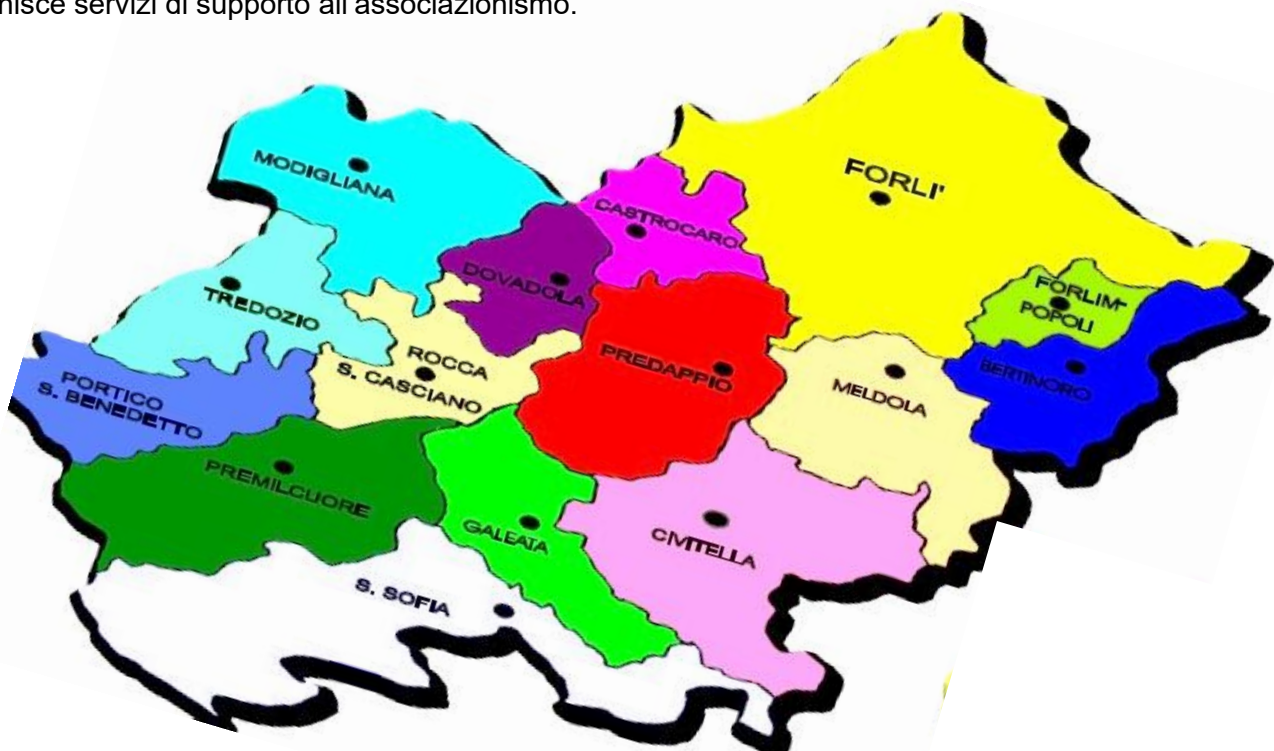 nisce servizi di supporto all'associazionismo.
MODIGLIANA
FORLI'
CASTROCARO
DOVADOLA
TREDOZIO
FORLIM-
POPOLI
ROCCA
S. CASCIANO
PREDAPPIO
MELDOLA
BERTINORO
PORTICO
S. BENEDETTO
PREMILCUORE
GALEATA
CIVITELLA
S. SOFIA